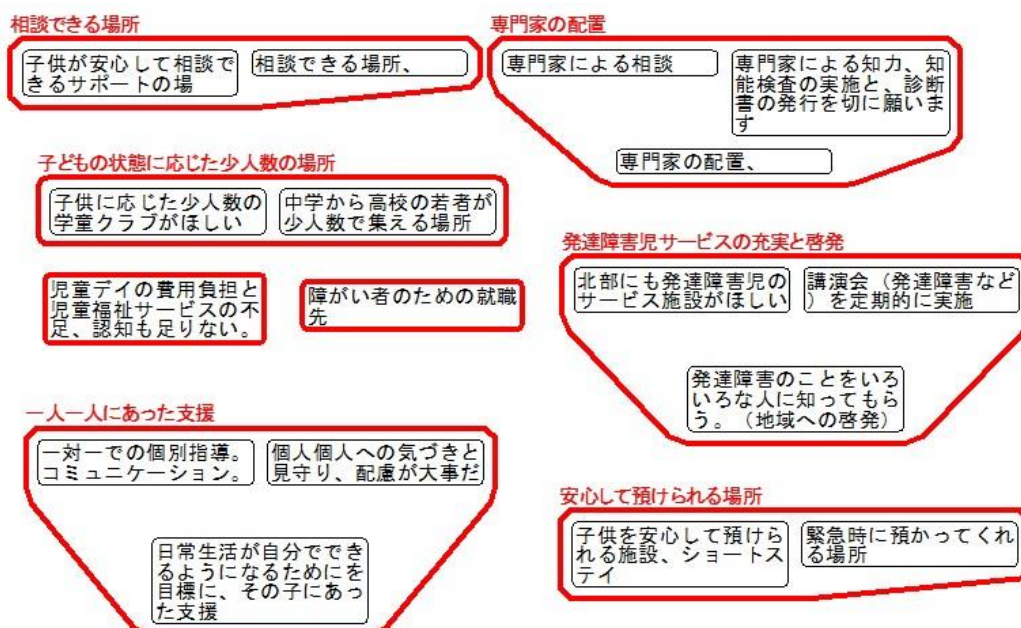 相談できる場所
子供が安心して相談で
きるサポートの場
相談できる場所、
専門家の配置
専門家による相談
専門家による知力、知
能検査の実施と、診断
書の発行を切に願いま
す
専門家の配置、
子どもの状態に応じた少人数の場所
子供に応じた少人数の
学童クラブがほしい
中学から高校の若者が
少人数で集える場所
児童デイの費用負担と
児童福祉サービスの不
足、認知も足りない。
障がい者のための就職
先
発達障害児サービスの充実と啓発
北部にも発達障害児の
サービス施設がほしい
講演会（発達障害など
）を定期的に実施
発達障害のことをいろ
いろな人に知ってもら
う。（地域への啓発）
一人一人にあった支援
一対一での個別指導。
コミュニケーション。
個人個人への気づきと
見守り、配慮が大事だ
日常生活が自分ででき
るようになるためにを
目標に、その子にあっ
た支援
安心して預けられる場所
子供を安心して預けら
れる施設、ショートス
テイ
緊急時に預かってくれ
る場所